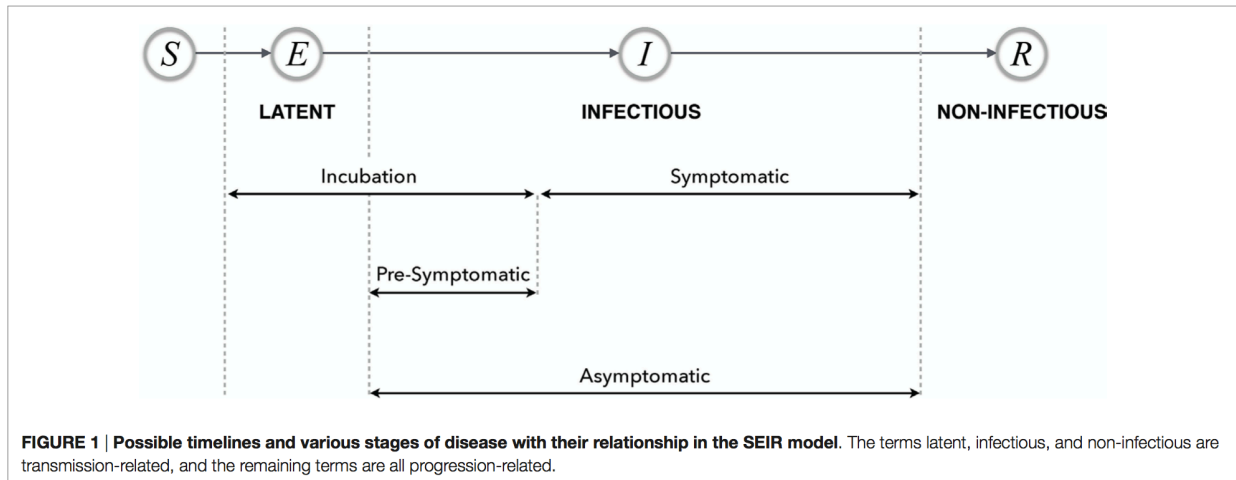 S E I R
LATENT INFECTIOUS NON-INFECTIOUS
Incubation Symptomatic
Pre-Symptomatic
Asymptomatic
FIGURE 1 | Possible timelines and various stages of disease with their relationship in the SEIR model. The terms latent, infectious, and non-infectious are
transmission-related, and the remaining terms are all progression-related.